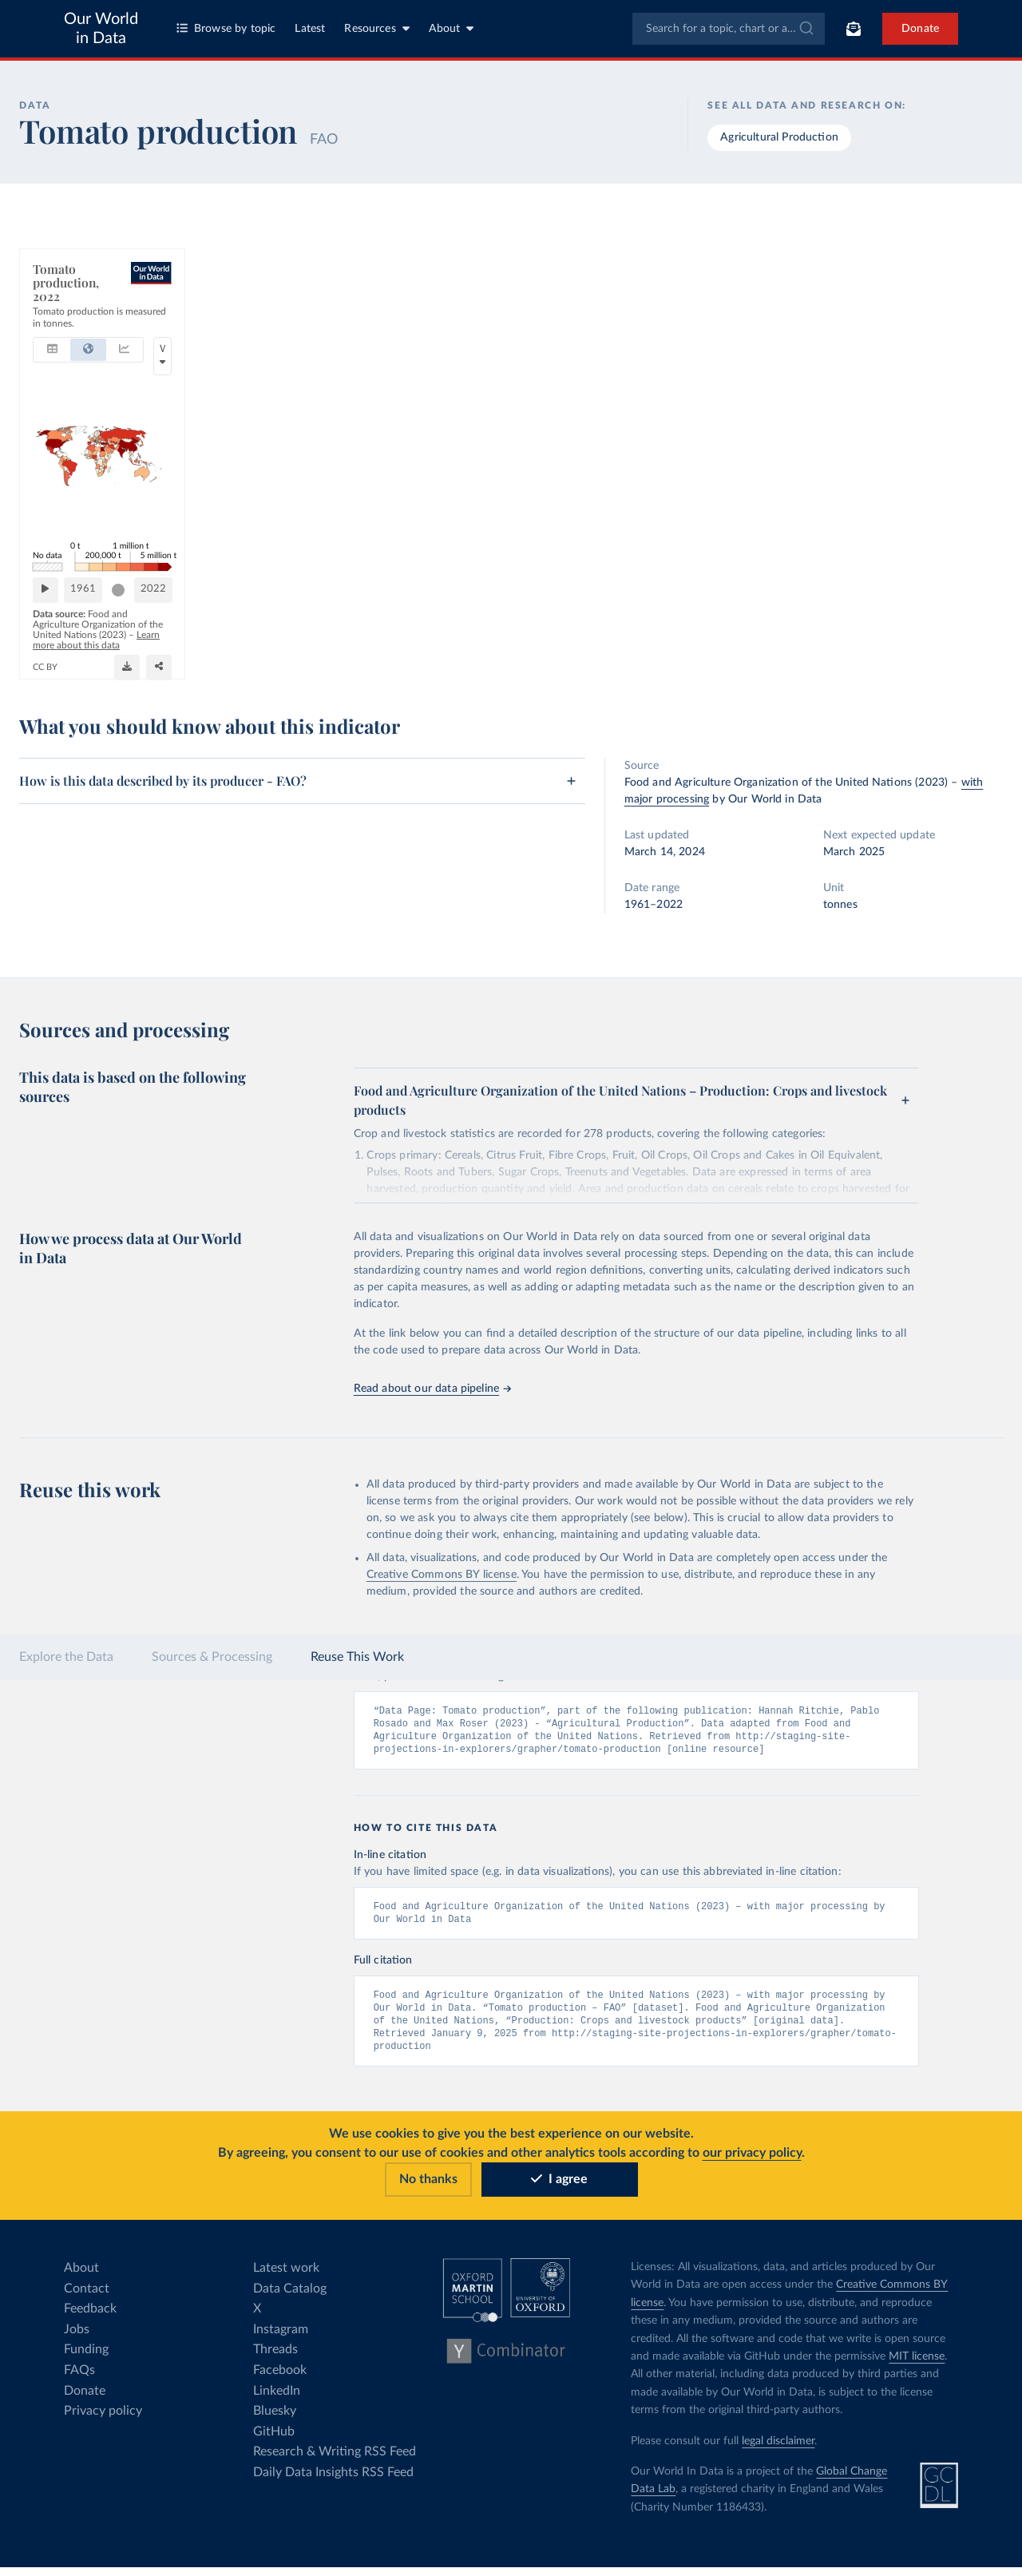 Our World
in Data
Browse by topic
Latest
Resources
About
Search for a topic, chart or a...
Donate
DATA
Tomato production FAO
SEE ALL DATA AND RESEARCH ON:
Agricultural Production
Tomato
production,
2022
Our World
in Data
Tomato production is measured
in tonnes.
V
No data
0 t
200,000 t
1 million t
5 million t
1961
2022
Data source: Food and
Agriculture Organization of the
United Nations (2023) – Learn
more about this data
CC BY
What you should know about this indicator
How is this data described by its producer - FAO?
Source
Food and Agriculture Organization of the United Nations (2023) – with
major processing by Our World in Data
Last updated
March 14, 2024
Next expected update
March 2025
Date range
1961–2022
Unit
tonnes
Sources and processing
This data is based on the following
sources
Food and Agriculture Organization of the United Nations – Production: Crops and livestock
products
Crop and livestock statistics are recorded for 278 products, covering the following categories:
1. Crops primary: Cereals, Citrus Fruit, Fibre Crops, Fruit, Oil Crops, Oil Crops and Cakes in Oil Equivalent,
Pulses, Roots and Tubers, Sugar Crops, Treenuts and Vegetables. Data are expressed in terms of area
harvested, production quantity and yield. Area and production data on cereals relate to crops harvested for
How we process data at Our World
in Data
All data and visualizations on Our World in Data rely on data sourced from one or several original data
providers. Preparing this original data involves several processing steps. Depending on the data, this can include
standardizing country names and world region definitions, converting units, calculating derived indicators such
as per capita measures, as well as adding or adapting metadata such as the name or the description given to an
indicator.
At the link below you can find a detailed description of the structure of our data pipeline, including links to all
the code used to prepare data across Our World in Data.
Read about our data pipeline →
Reuse this work
• All data produced by third-party providers and made available by Our World in Data are subject to the
license terms from the original providers. Our work would not be possible without the data providers we rely
on, so we ask you to always cite them appropriately (see below). This is crucial to allow data providers to
continue doing their work, enhancing, maintaining and updating valuable data.
• All data, visualizations, and code produced by Our World in Data are completely open access under the
Creative Commons BY license. You have the permission to use, distribute, and reproduce these in any
medium, provided the source and authors are credited.
Explore the Data
Sources & Processing
Reuse This Work
“Data Page: Tomato production”, part of the following publication: Hannah Ritchie, Pablo
Rosado and Max Roser (2023) - “Agricultural Production”. Data adapted from Food and
Agriculture Organization of the United Nations. Retrieved from http://staging-site-
projections-in-explorers/grapher/tomato-production [online resource]
HOW TO CITE THIS DATA
In-line citation
If you have limited space (e.g. in data visualizations), you can use this abbreviated in-line citation:
Food and Agriculture Organization of the United Nations (2023) – with major processing by
Our World in Data
Full citation
Food and Agriculture Organization of the United Nations (2023) – with major processing by
Our World in Data. “Tomato production – FAO” [dataset]. Food and Agriculture Organization
of the United Nations, “Production: Crops and livestock products” [original data].
Retrieved January 9, 2025 from http://staging-site-projections-in-explorers/grapher/tomato-
production
We use cookies to give you the best experience on our website.
By agreeing, you consent to our use of cookies and other analytics tools according to our privacy policy.
No thanks
I agree
About
Contact
Feedback
Jobs
Funding
FAQs
Donate
Privacy policy
Latest work
Data Catalog
X
Instagram
Threads
Facebook
LinkedIn
Bluesky
GitHub
Research & Writing RSS Feed
Daily Data Insights RSS Feed
OXFORD
MARTIN
SCHOOL
UNIVERSITY OF
OXFORD
Y Combinator
Licenses: All visualizations, data, and articles produced by Our
World in Data are open access under the Creative Commons BY
license. You have permission to use, distribute, and reproduce
these in any medium, provided the source and authors are
credited. All the software and code that we write is open source
and made available via GitHub under the permissive MIT license.
All other material, including data produced by third parties and
made available by Our World in Data, is subject to the license
terms from the original third-party authors.
Please consult our full legal disclaimer.
Our World In Data is a project of the Global Change
Data Lab, a registered charity in England and Wales
(Charity Number 1186433).
GC
DL